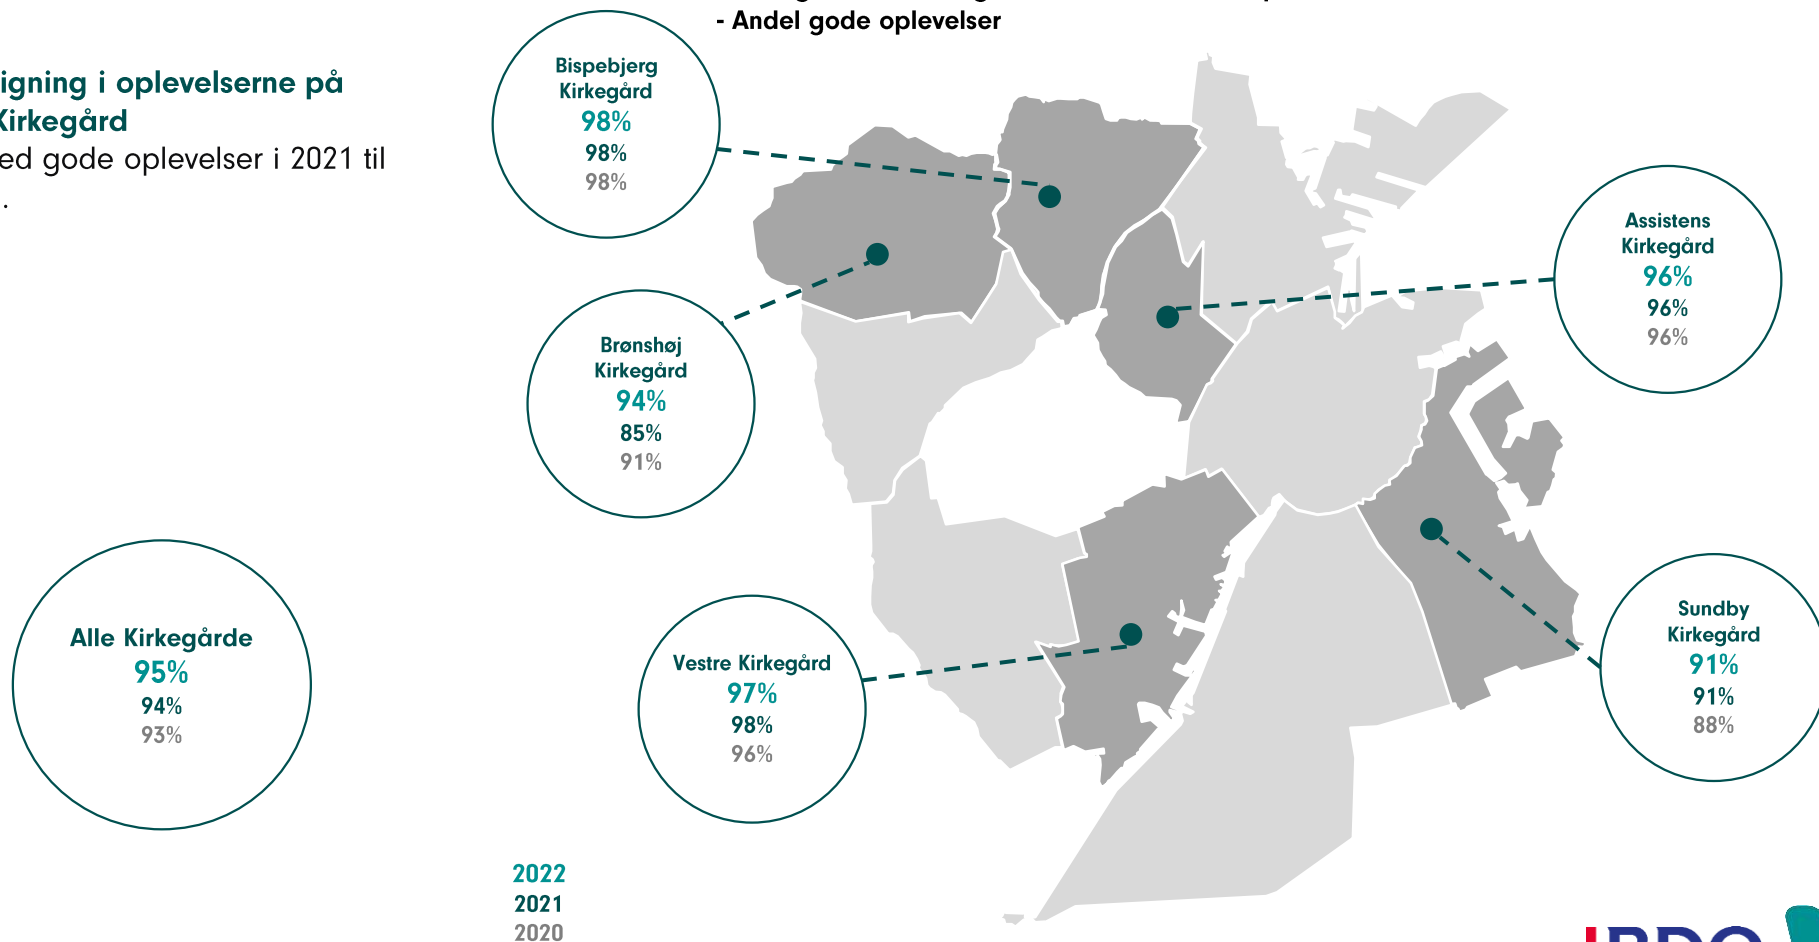 - Andel gode oplevelser
igning i oplevelserne på
Kirkegård
ed gode oplevelser i 2021 til
.
Bispebjerg
Kirkegård
98%
98%
98%
Assistens
Kirkegård
96%
96%
96%
Brønshøj
Kirkegård
94%
85%
91%
Alle Kirkegårde
95%
94%
93%
Vestre Kirkegård
97%
98%
96%
Sundby
Kirkegård
91%
91%
88%
2022
2021
2020
BDO